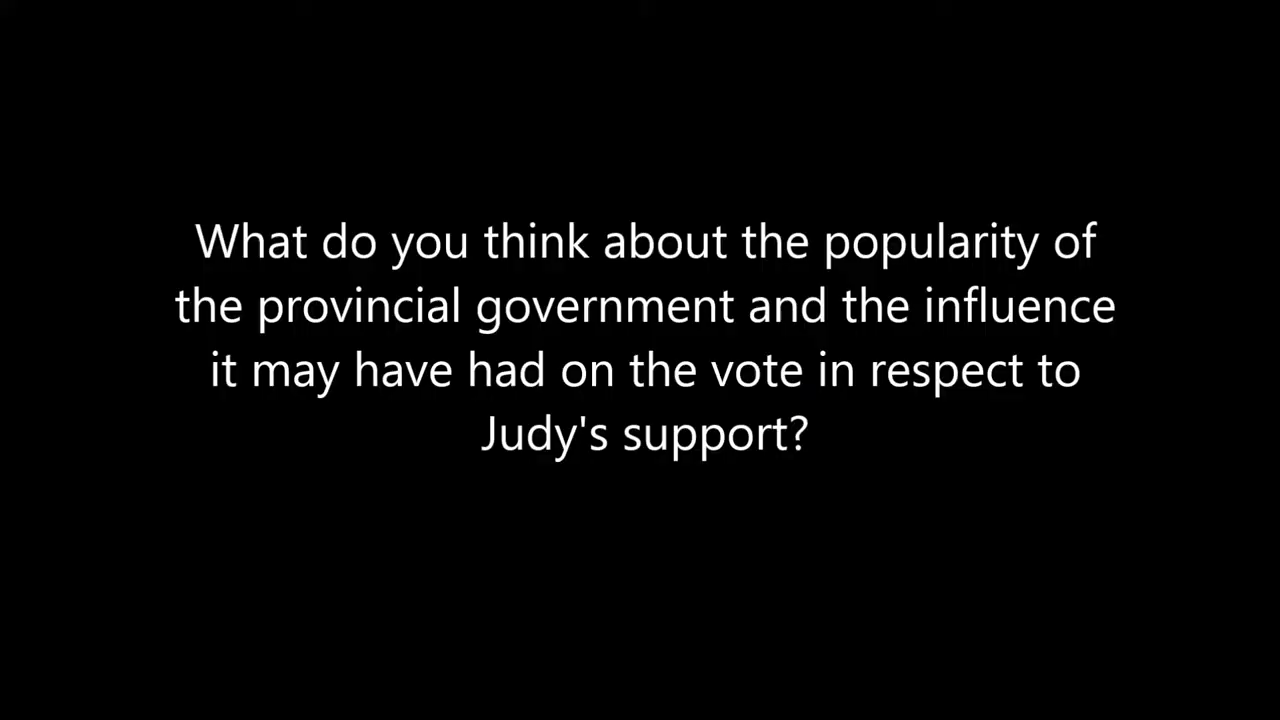 What do you think about the popularity of
the provincial government and the influence
it may have had on the vote in respect to
Judy's support?